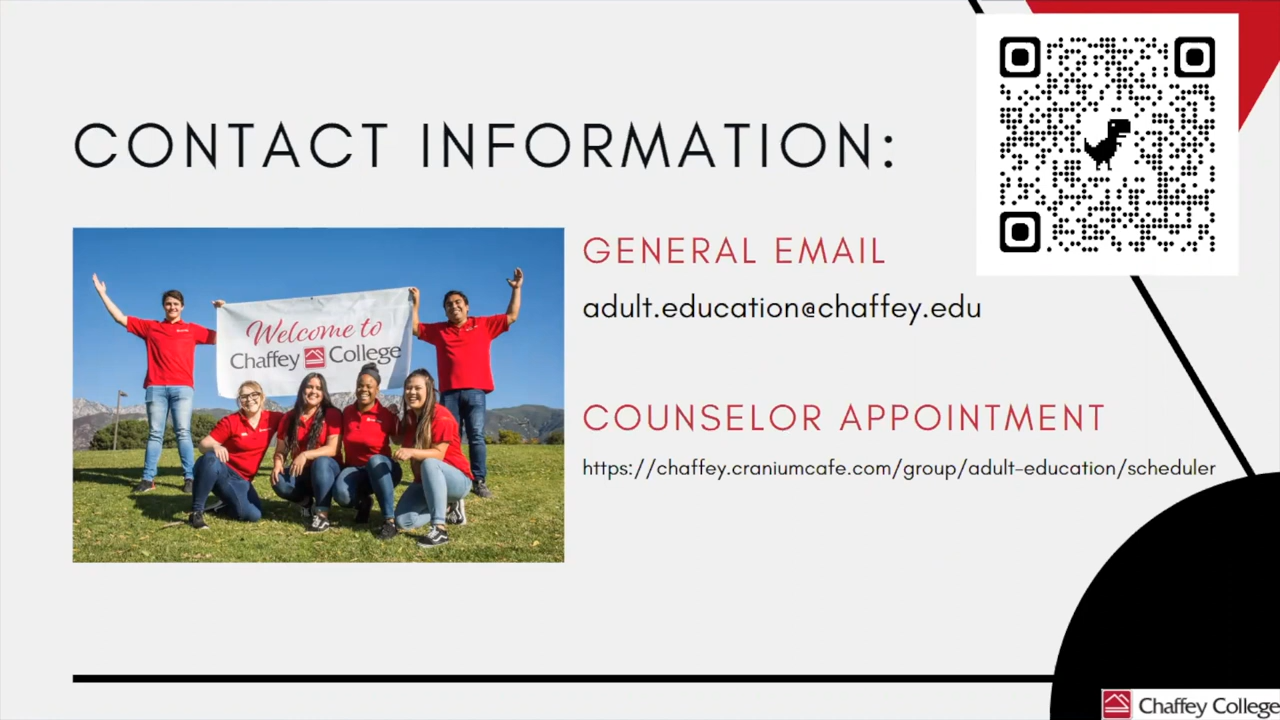 CONTACT INFORMATION:
Welcome to
Chaffey College
GENERAL EMAIL
adult.education@chaffey.edu
COUNSELOR APPOINTMENT
https://chaffey.craniumcafe.com/group/adult-education/scheduler
Chaffey College